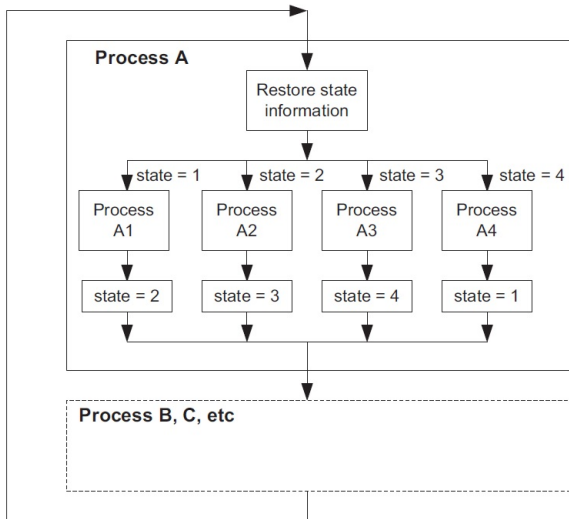 Process A
Restore state
information
state = 1
state = 2
state = 3
state = 4
Process
A1
Process
A2
Process
A3
Process
A4
state = 2
state = 3
state = 4
state = 1
Process B, C, etc